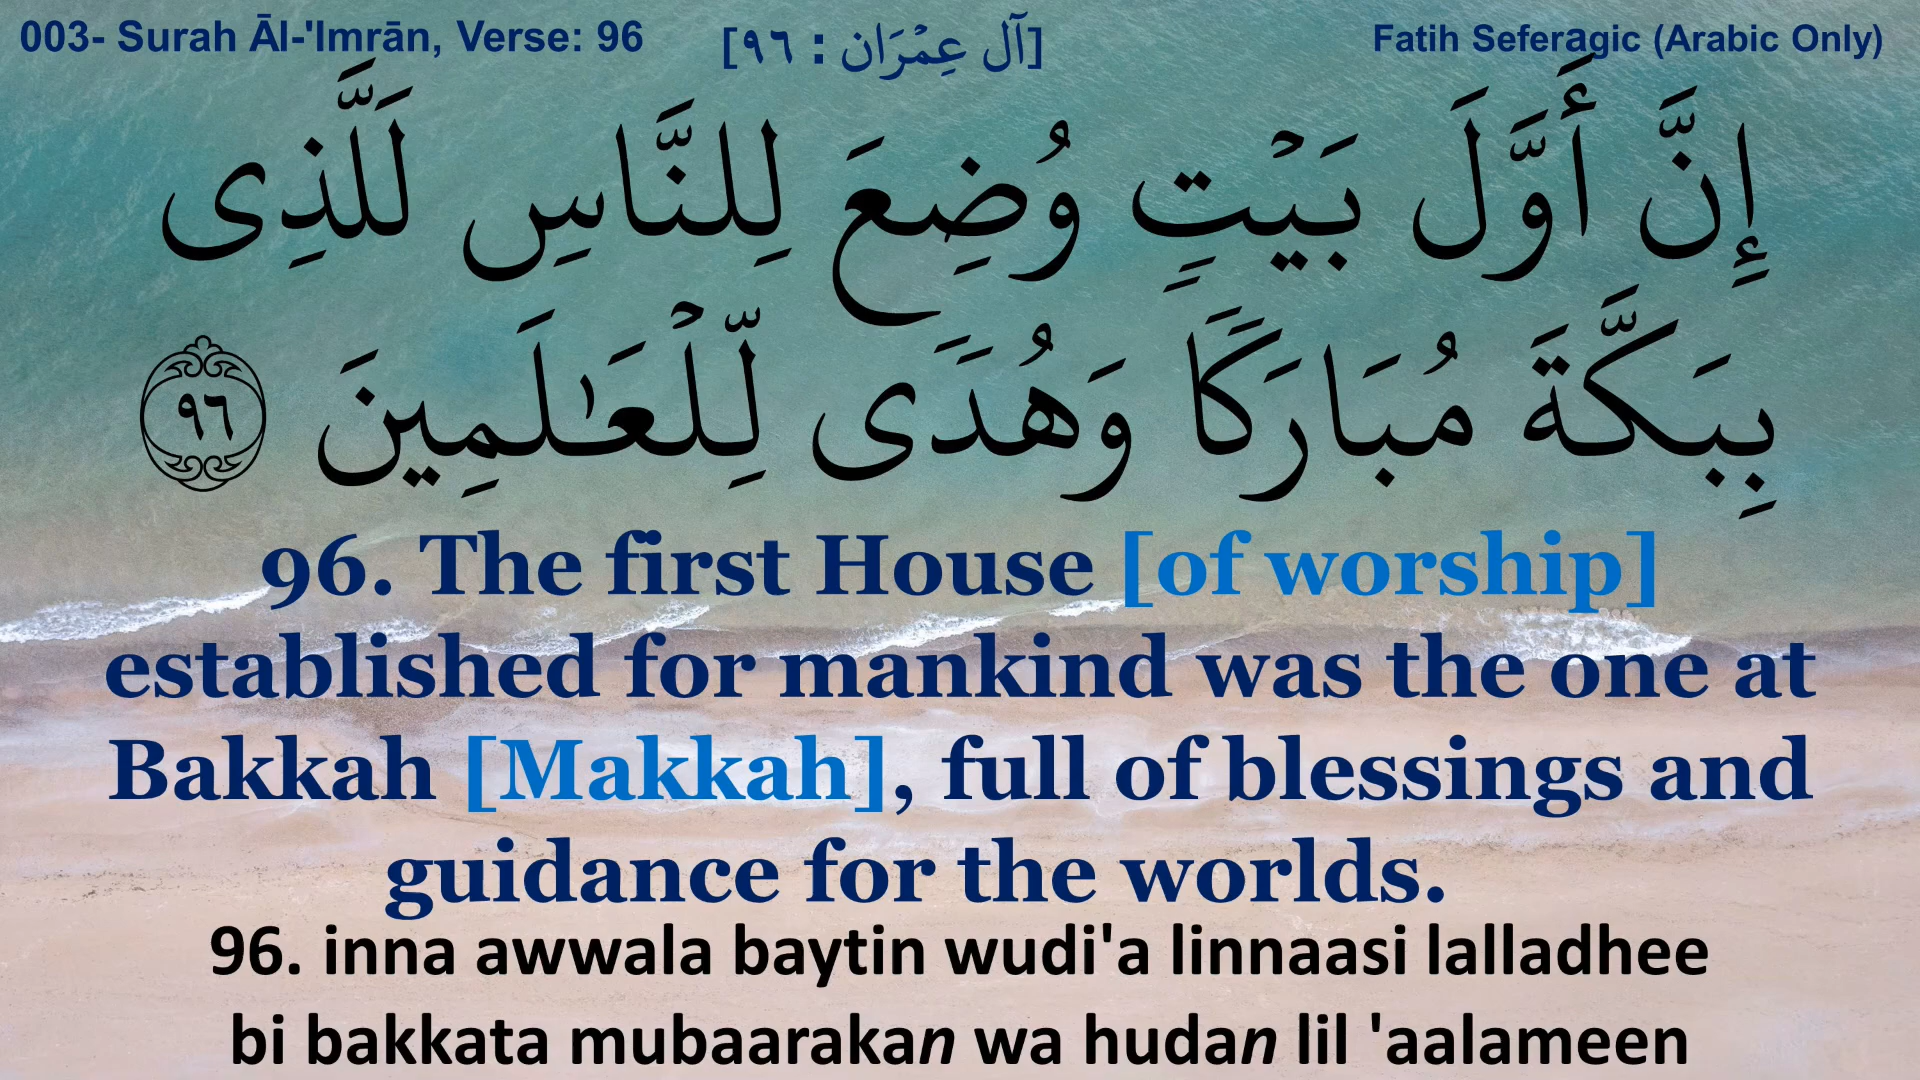 003- Surah Āl-'Imrān, Verse: 96
[آل عِمْرَان : ٩٦]
Fatih Seferagic (Arabic Only)
إِنَّ أَوَّلَ بَيۡتٖ وُضِعَ لِلنَّاسِ لَلَّذِی
بِبَكَّةَ مُبَارَكٗا وَهُدٗی لِّلۡعَـٰلَمِینَ ٩٦
96. The first House [of worship]
established for mankind was the one at
Bakkah [Makkah], full of blessings and
guidance for the worlds.
96. inna awwala baytin wudi'a linnaasi lalladhee
bi bakkata mubaarakan wa hudan lil 'aalameen